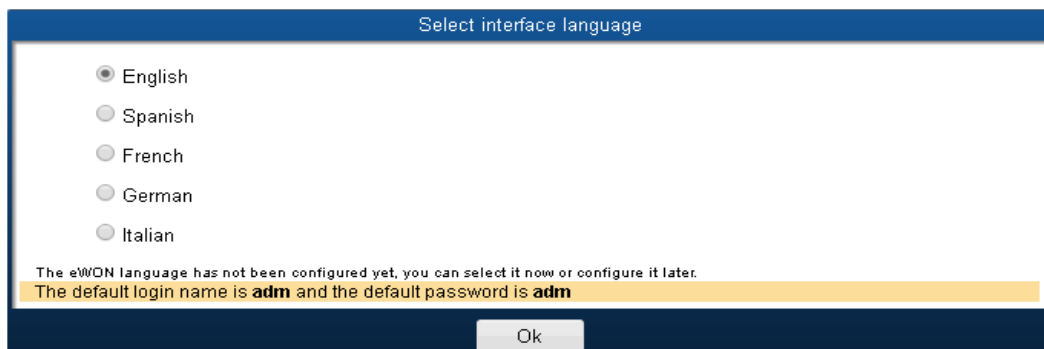 Select interface language
English
Spanish
French
German
Italian
The eWON language has not been configured yet, you can select it now or configure it later.
The default login name is adm and the default password is adm
Ok